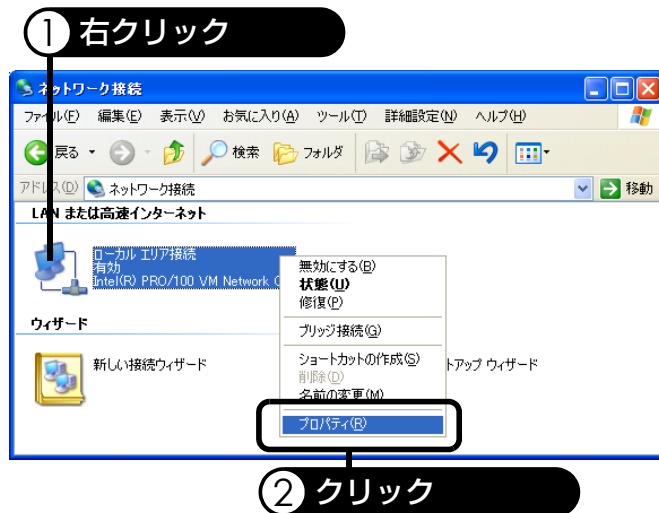 ① 右クリック
ネットワーク接続
ファイル(F) 編集(E) 表示(V) お気に入り(A) ツール(T) 詳細設定(N) ヘルプ(H)
戻る 検索 フォルダ
アドレス(D) ネットワーク接続 移動
LAN または高速インターネット
ローカル エリア接続
有効
Intel(R) PRO/100 VM Network
無効にする(B)
状態(U)
修復(P)
ブリッジ接続(G)
ショートカットの作成(S)
削除(D)
名前の変更(M)
プロパティ(R)
ウィザード
新しい接続ウィザード
トアップ ウィザード
② クリック